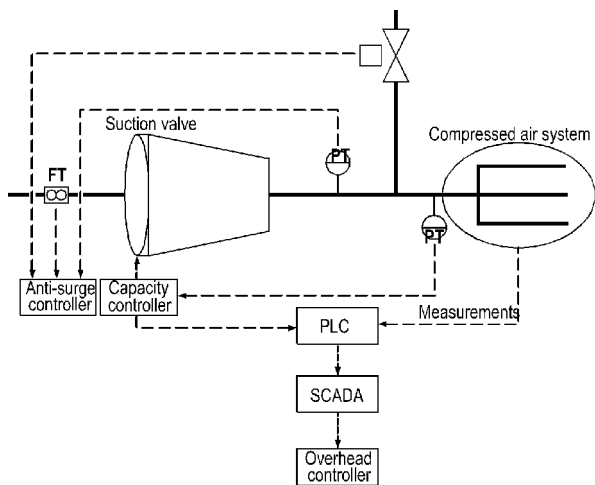 Suction valve
Compressed air system
FT
PT
PT
Anti-surge
controller
Capacity
controller
Measurements
PLC
SCADA
Overhead
controller